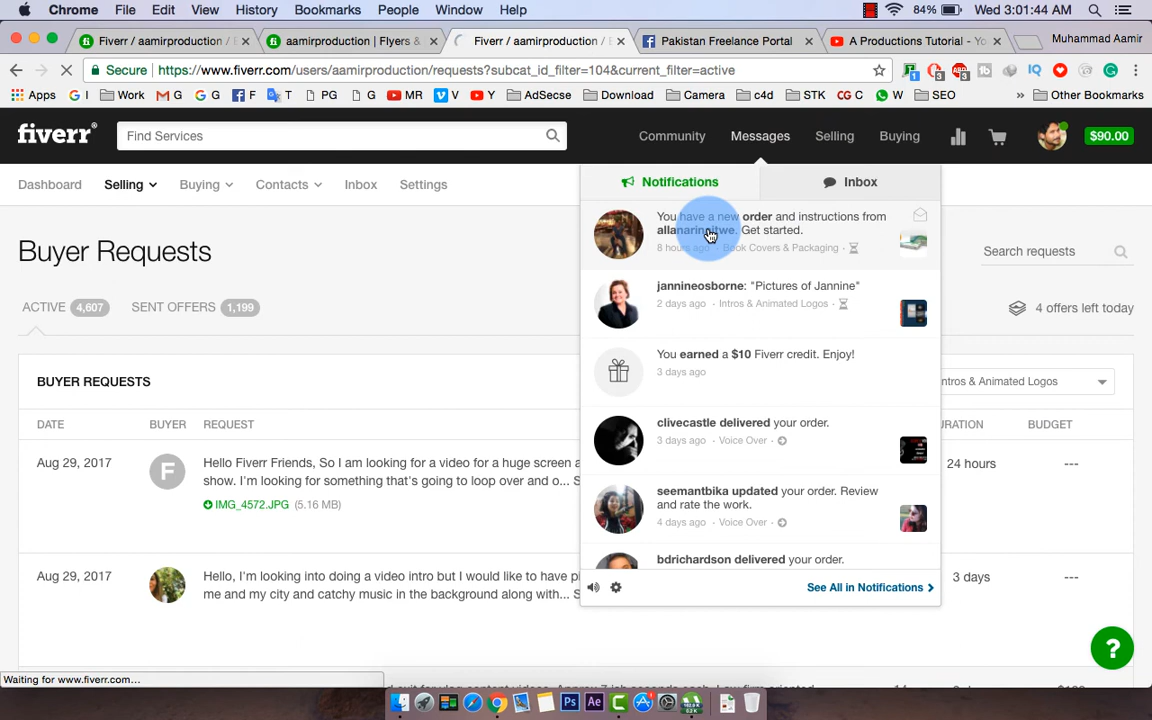 Chrome File Edit View History Bookmarks People Window Help 84% Wed 3:01:44 AM
Fiverr / aamirproduction / E × aamirproduction | Flyers & × Fiverr / aamirproduction / E × Pakistan Freelance Portal × A Productions Tutorial - Yo × Muhammad Aamir
Secure https://www.fiverr.com/users/aamirproduction/requests?subcat_id_filter=104&current_filter=active
Apps G I Work G G F T PG G MR V Y AdSecse Download Camera c4d STK CG C W SEO » Other Bookmarks
fiverr Find Services Community Messages Selling Buying $90.00
Dashboard Selling Buying Contacts Inbox Settings
Notifications Inbox
You have a new order and instructions from
. Get started.
8 hours ago · Book Covers & Packaging ·
jannineosborne: "Pictures of Jannine"
2 days ago · Intros & Animated Logos ·
You earned a $10 Fiverr credit. Enjoy!
3 days ago
clivecastle delivered your order.
3 days ago · Voice Over ·
seemantbika updated your order. Review
and rate the work.
4 days ago · Voice Over ·
bdrichardson delivered your order.
See All in Notifications
Buyer Requests
Search requests
ACTIVE 4,607 SENT OFFERS 1,199
4 offers left today
BUYER REQUESTS
ntros & Animated Logos
DATE BUYER REQUEST URATION BUDGET
Aug 29, 2017 F Hello Fiverr Friends, So I am looking for a video for a huge screen a 24 hours ---
show. I'm looking for something that's going to loop over and o... S
IMG_4572.JPG (5.16 MB)
Aug 29, 2017 Hello, I'm looking into doing a video intro but I would like to have pi 3 days ---
me and my city and catchy music in the background along with... S
?
Waiting for www.fiverr.com...